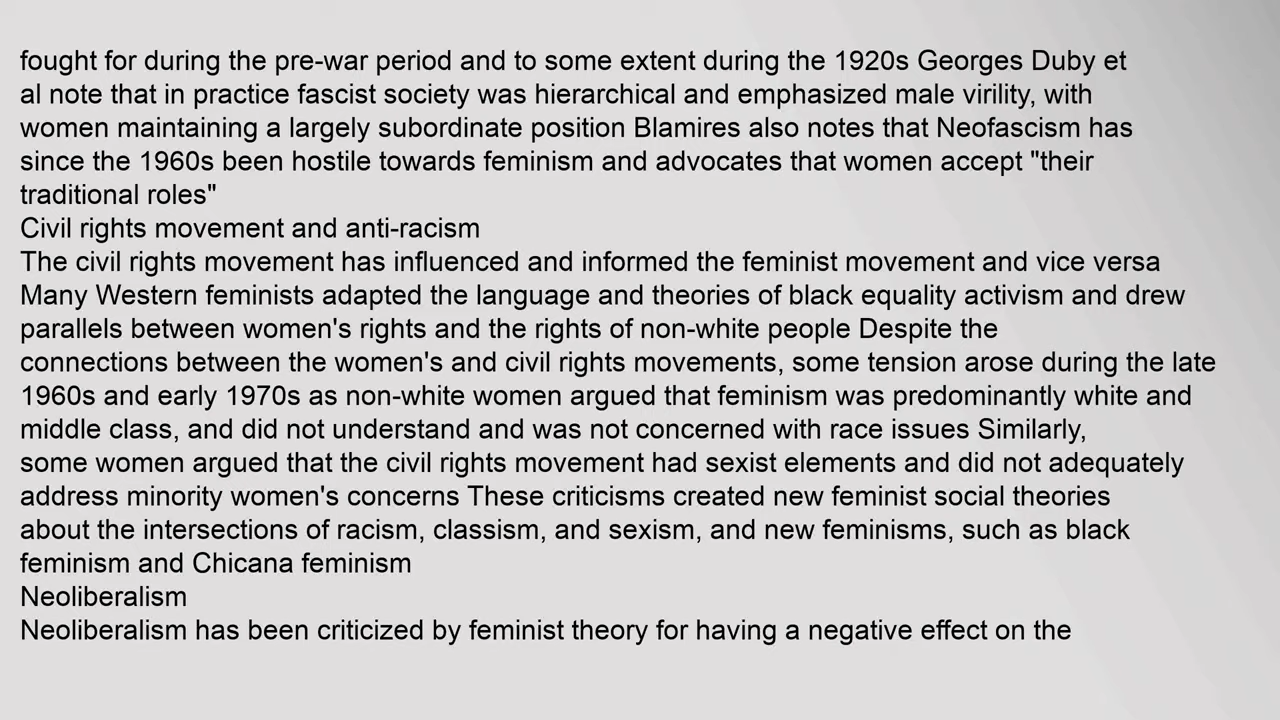 fought for during the pre-war period and to some extent during the 1920s Georges Duby et
al note that in practice fascist society was hierarchical and emphasized male virility, with
women maintaining a largely subordinate position Blamires also notes that Neofascism has
since the 1960s been hostile towards feminism and advocates that women accept "their
traditional roles"
Civil rights movement and anti-racism
The civil rights movement has influenced and informed the feminist movement and vice versa
Many Western feminists adapted the language and theories of black equality activism and drew
parallels between women's rights and the rights of non-white people Despite the
connections between the women's and civil rights movements, some tension arose during the late
1960s and early 1970s as non-white women argued that feminism was predominantly white and
middle class, and did not understand and was not concerned with race issues Similarly,
some women argued that the civil rights movement had sexist elements and did not adequately
address minority women's concerns These criticisms created new feminist social theories
about the intersections of racism, classism, and sexism, and new feminisms, such as black
feminism and Chicana feminism
Neoliberalism
Neoliberalism has been criticized by feminist theory for having a negative effect on the